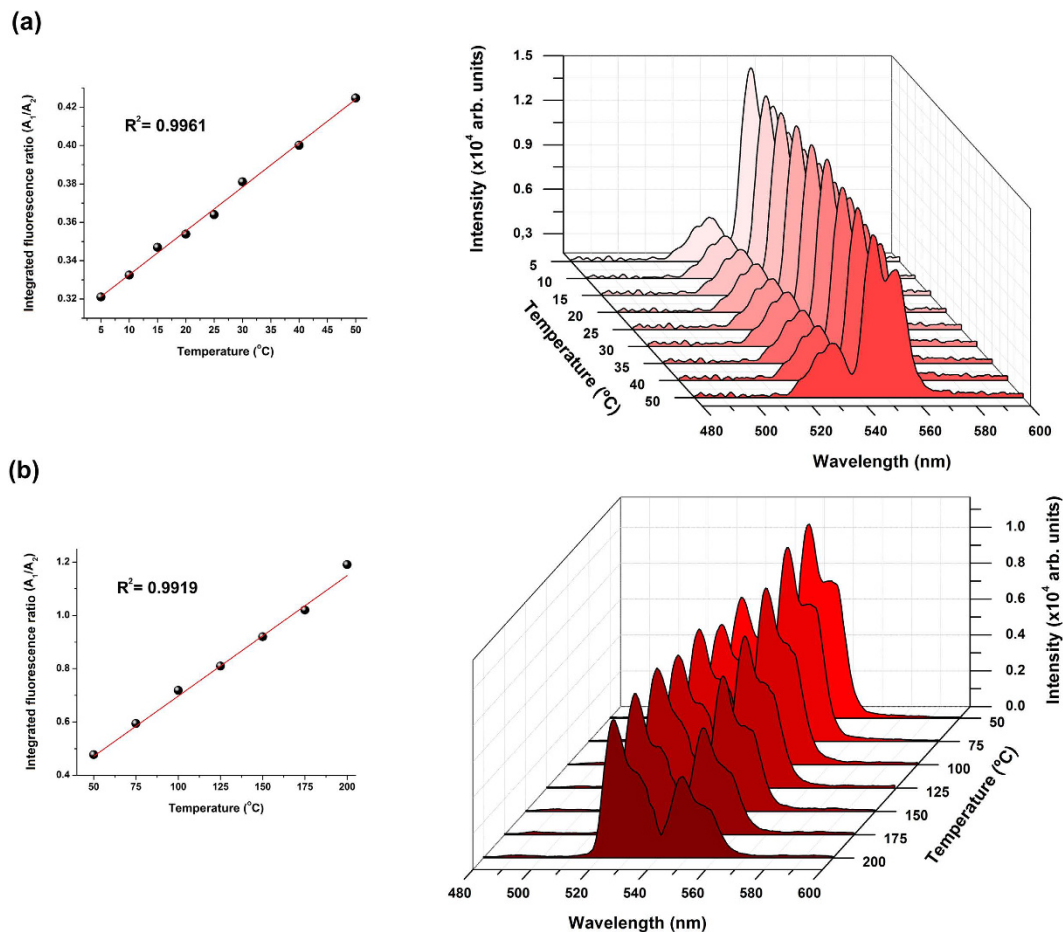 (a)
R²= 0.9961
Integrated fluorescence ratio (A₁/A₂)
0.42
0.40
0.38
0.36
0.34
0.32
5 10 15 20 25 30 35 40 45 50
Temperature (°C)
Intensity (x10⁴ arb. units)
1.5
1.2
0.9
0.6
0,3
5
10
15
20
25
30
35
40
50
Temperature (ºC)
480 500 520 540 560 580 600
Wavelength (nm)
(b)
R²= 0.9919
Integrated fluorescence ratio (A₁/A₂)
1.2
1.0
0.8
0.6
0.4
50 75 100 125 150 175 200
Temperature (°C)
1.0
0.8
0.6
0.4
0.2
0.0
Intensity (x10⁴ arb. units)
50
75
100
125
150
175
200
Temperature (ºC)
480 500 520 540 560 580 600
Wavelength (nm)